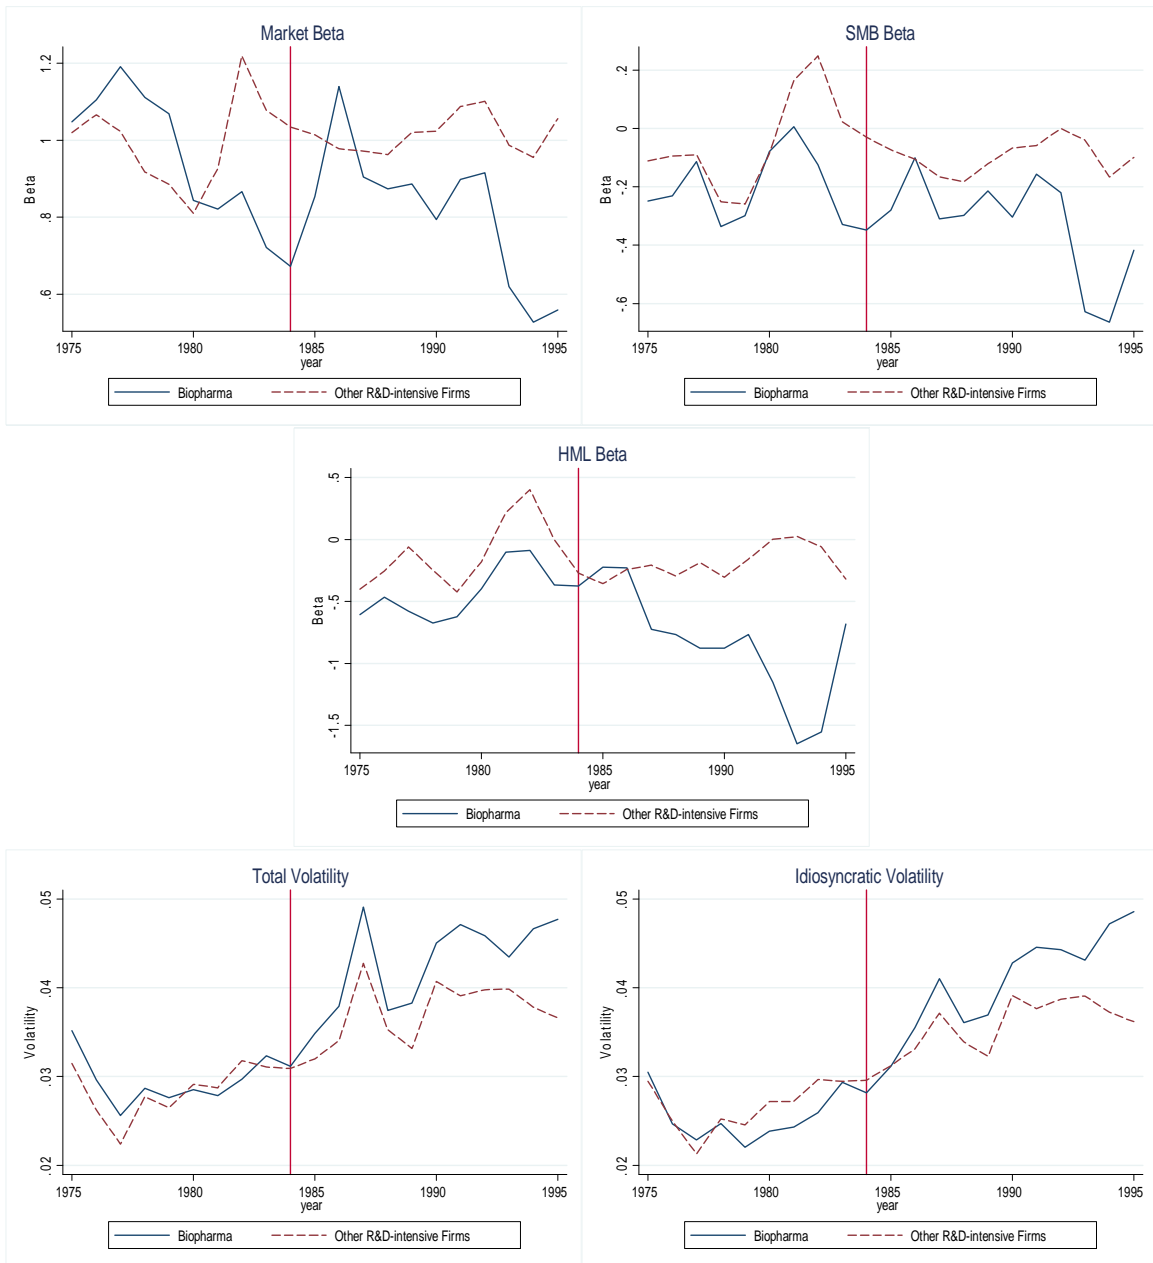 Market Beta
Beta
1.2
1
.8
.6
1975 1980 1985 1990 1995
year
Biopharma Other R&D-intensive Firms
SMB Beta
Beta
.2
0
-.2
-.4
-.6
1975 1980 1985 1990 1995
year
Biopharma Other R&D-intensive Firms
HML Beta
Beta
.5
0
-.5
-1
-1.5
1975 1980 1985 1990 1995
year
Biopharma Other R&D-intensive Firms
Total Volatility
Volatility
.05
.04
.03
.02
1975 1980 1985 1990 1995
year
Biopharma Other R&D-intensive Firms
Idiosyncratic Volatility
Volatility
.05
.04
.03
.02
1975 1980 1985 1990 1995
year
Biopharma Other R&D-intensive Firms